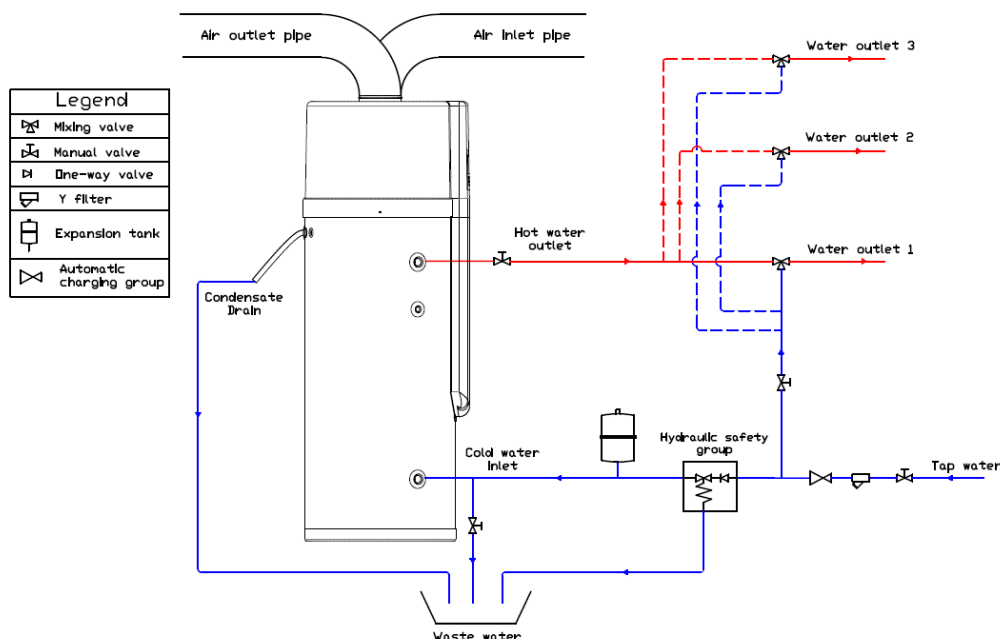 Air outlet pipe
Air Inlet pipe
Water outlet 3
Legend
Mixing valve
Manual valve
One-way valve
Y filter
Expansion tank
Automatic
charging group
Water outlet 2
Hot water
outlet
Water outlet 1
Condensate
Drain
Cold water
Inlet
Hydraulic safety
group
Tap water
Waste water